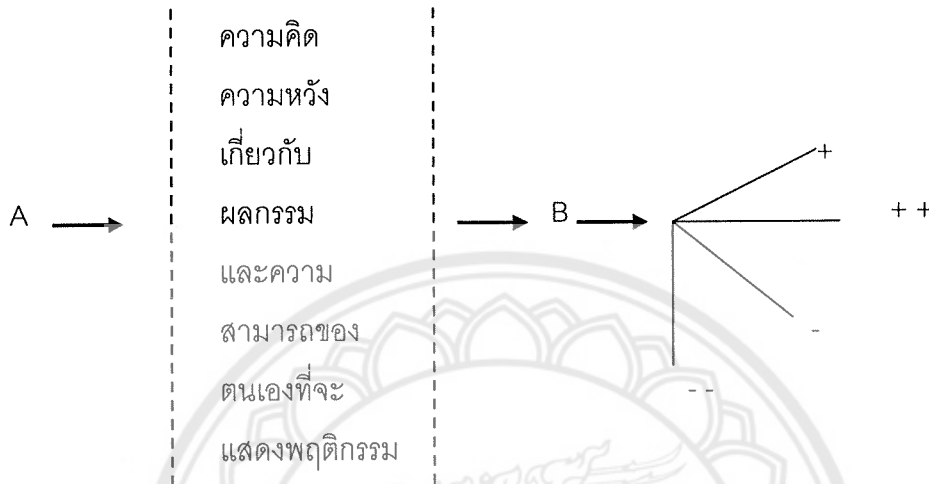 ความคิด
ความหวัง
เกี่ยวกับ
ผลกรรม
และความ
สามารถของ
ตนเองที่จะ
แสดงพฤติกรรม
A
B
+
+ +
-
- -